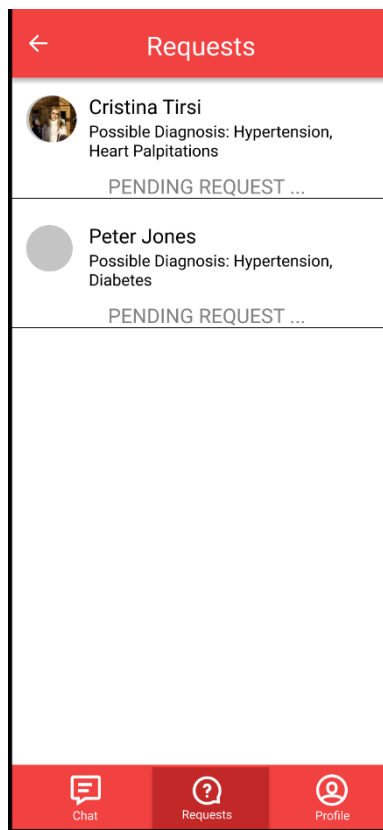 Requests
Cristina Tirsi
Possible Diagnosis: Hypertension,
Heart Palpitations
PENDING REQUEST ...
Peter Jones
Possible Diagnosis: Hypertension,
Diabetes
PENDING REQUEST ...
Chat
Requests
Profile